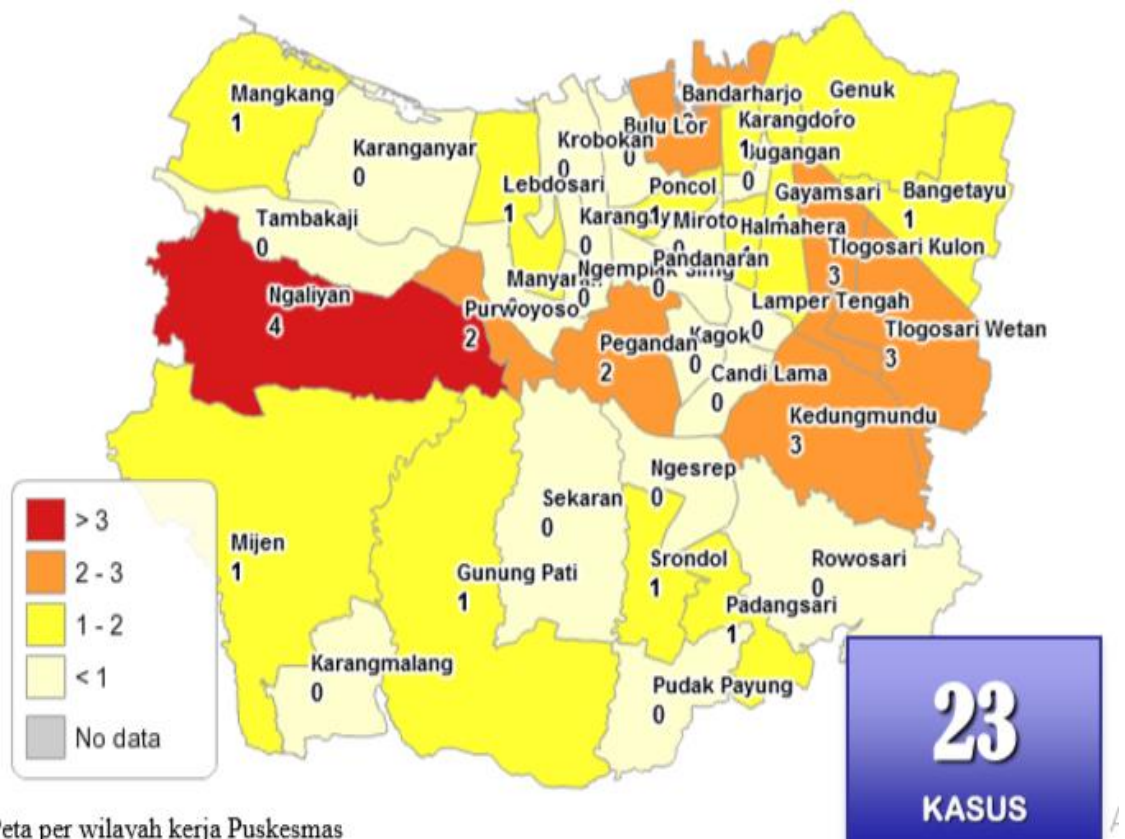 Mangkang
1
Karanganyar
0
Tambakaji
0
Ngaliyan
4
Purwoyoso
2
Lebdosari
1
Krobokan
0
Bulu Lor
0
Bandarharjo
Karangdoro
1
Bugangan
0
Genuk
Poncol
1
Gayamsari
Bangetayu
1
0
Miroto
0
Halmahera
1
Tlogosari Kulon
3
Manyaran
0
Pandanaran
0
Lamper Tengah
0
Tlogosari Wetan
3
Pegandan
2
Kagok
0
Candi Lama
0
Kedungmundu
3
Ngesrep
0
Sekaran
0
Mijen
1
Gunung Pati
1
Srondol
1
Rowosari
0
Padangsari
1
Karangmalang
0
Pudak Payung
0
> 3
2 - 3
1 - 2
< 1
No data
23
KASUS
Peta per wilayah kerja Puskesmas